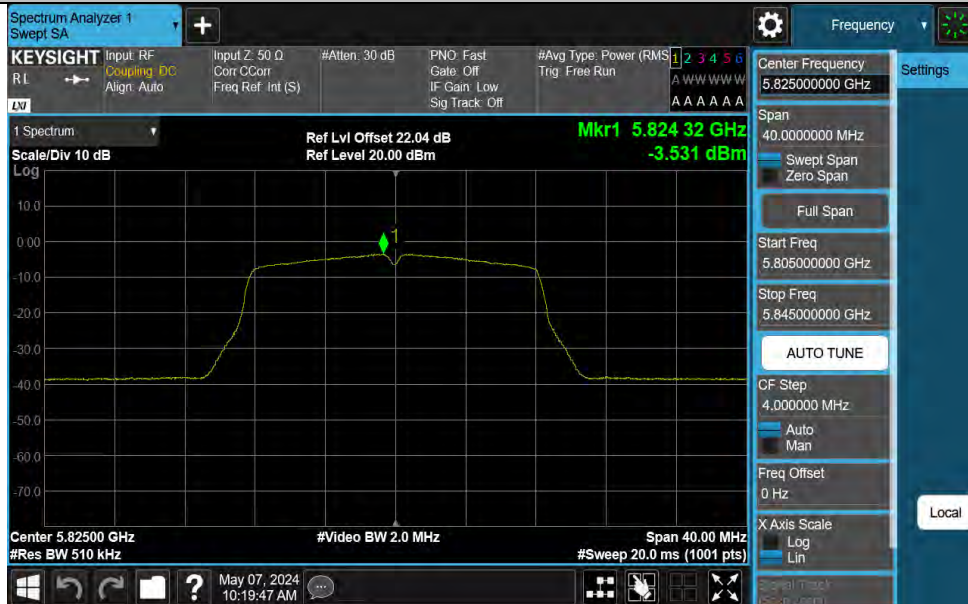 Spectrum Analyzer 1
Swept SA
Frequency
KEYSIGHT
RL
LXI
Input: RF
Coupling: DC
Align: Auto
Input Z: 50 Ω
Corr CCorr
Freq Ref: Int (S)
#Atten: 30 dB
PNO: Fast
Gate: Off
IF Gain: Low
Sig Track: Off
#Avg Type: Power (RMS
Trig: Free Run
1 2 3 4 5 6
A W W W W W
A A A A A A
1 Spectrum
Scale/Div 10 dB
Log
Ref Lvl Offset 22.04 dB
Ref Level 20.00 dBm
Mkr1 5.824 32 GHz
-3.531 dBm
10.0
0.00
-10.0
-20.0
-30.0
-40.0
-50.0
-60.0
-70.0
1
Center 5.82500 GHz
#Res BW 510 kHz
#Video BW 2.0 MHz
Span 40.00 MHz
#Sweep 20.0 ms (1001 pts)
?
May 07, 2024
10:19:47 AM
Center Frequency
5.825000000 GHz
Span
40.0000000 MHz
Swept Span
Zero Span
Full Span
Start Freq
5.805000000 GHz
Stop Freq
5.845000000 GHz
AUTO TUNE
CF Step
4.000000 MHz
Auto
Man
Freq Offset
0 Hz
X Axis Scale
Log
Lin
Signal Track
Settings
Local